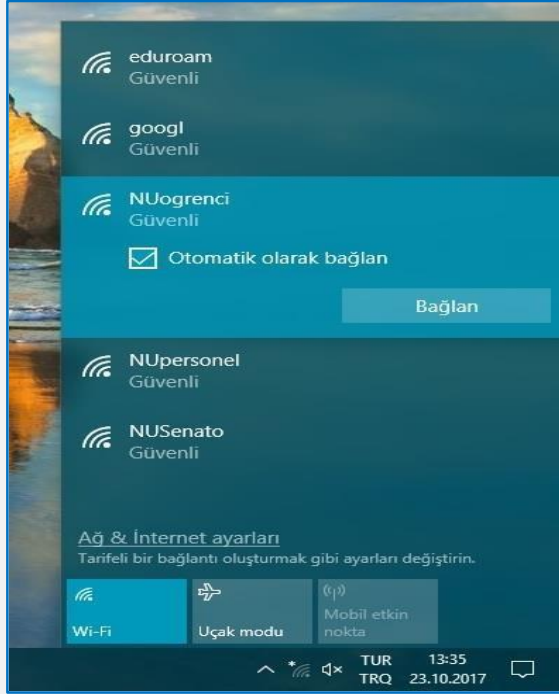 eduroam
Güvenli
googl
Güvenli
NUogrenci
Güvenli
Otomatik olarak bağlan
Bağlan
NUpersonel
Güvenli
NUSenato
Güvenli
Ağ & İnternet ayarları
Tarifeli bir bağlantı oluşturmak gibi ayarları değiştirin.
Wi-Fi
Uçak modu
Mobil etkin
nokta
TUR 13:35
TRQ 23.10.2017